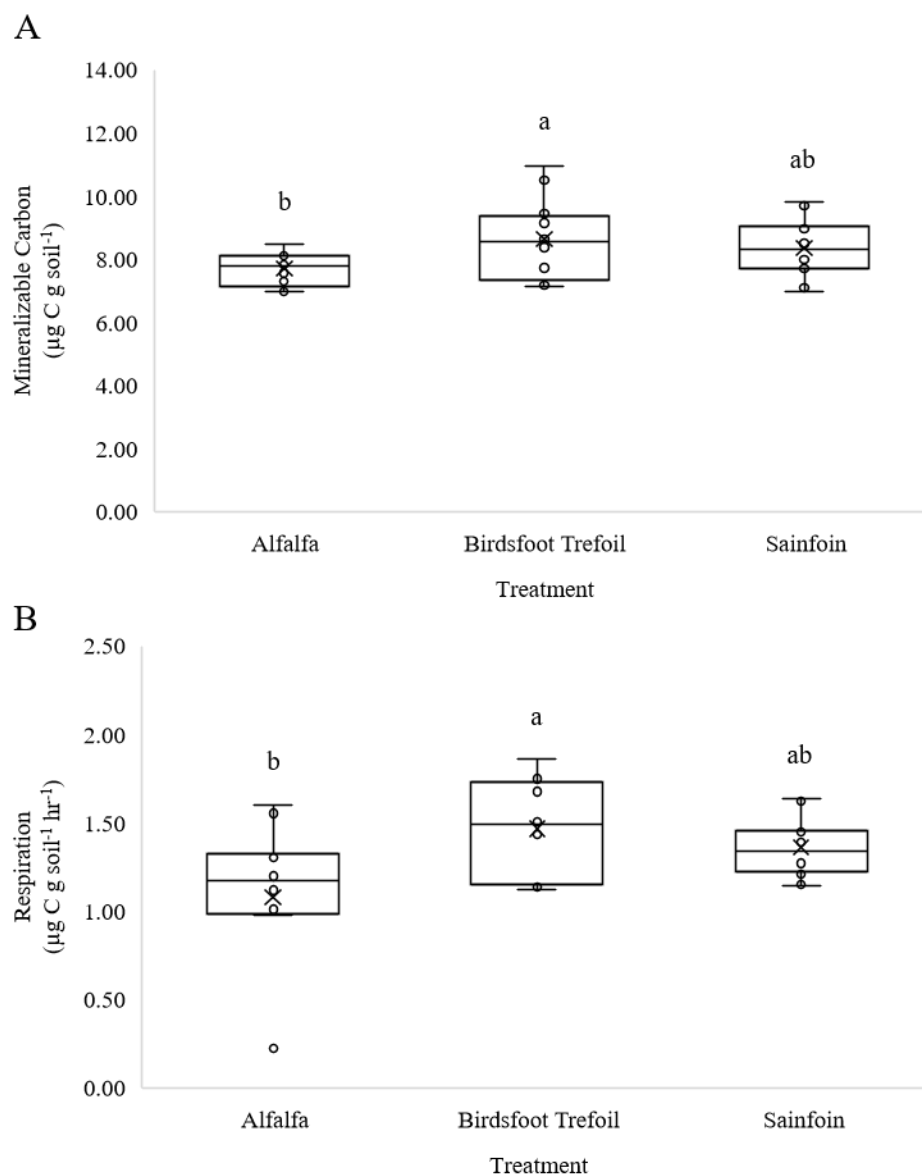 A
14.00
12.00
10.00
8.00
6.00
4.00
2.00
0.00
Mineralizable Carbon
(µg C g soil⁻¹)
b
a
ab
Alfalfa
Birdsfoot Trefoil
Sainfoin
Treatment
B
2.50
2.00
1.50
1.00
0.50
0.00
Respiration
(µg C g soil⁻¹ hr⁻¹)
b
a
ab
Alfalfa
Birdsfoot Trefoil
Sainfoin
Treatment